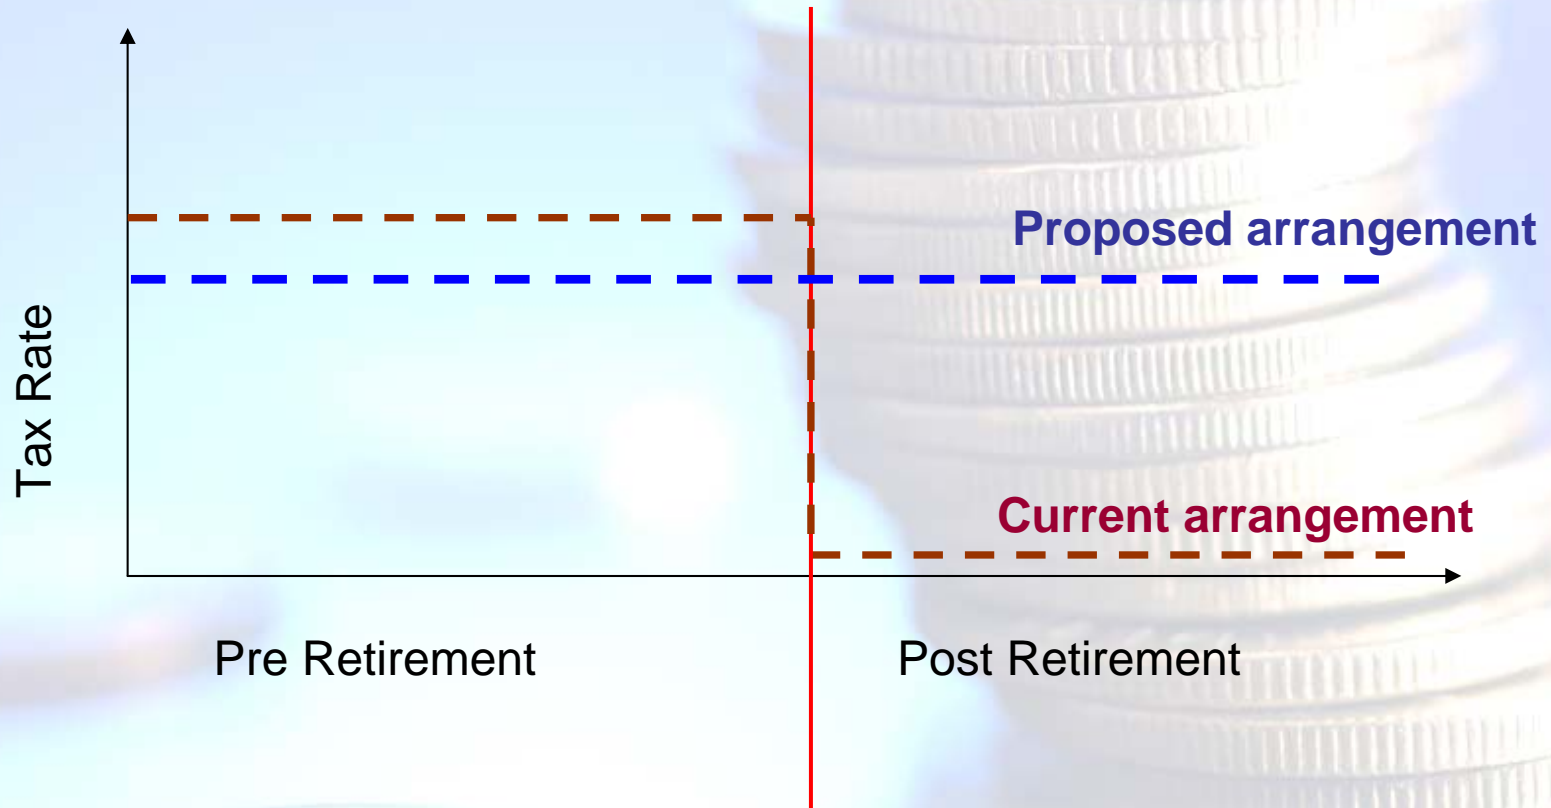 Proposed arrangement
Tax Rate
Current arrangement
Pre Retirement
Post Retirement